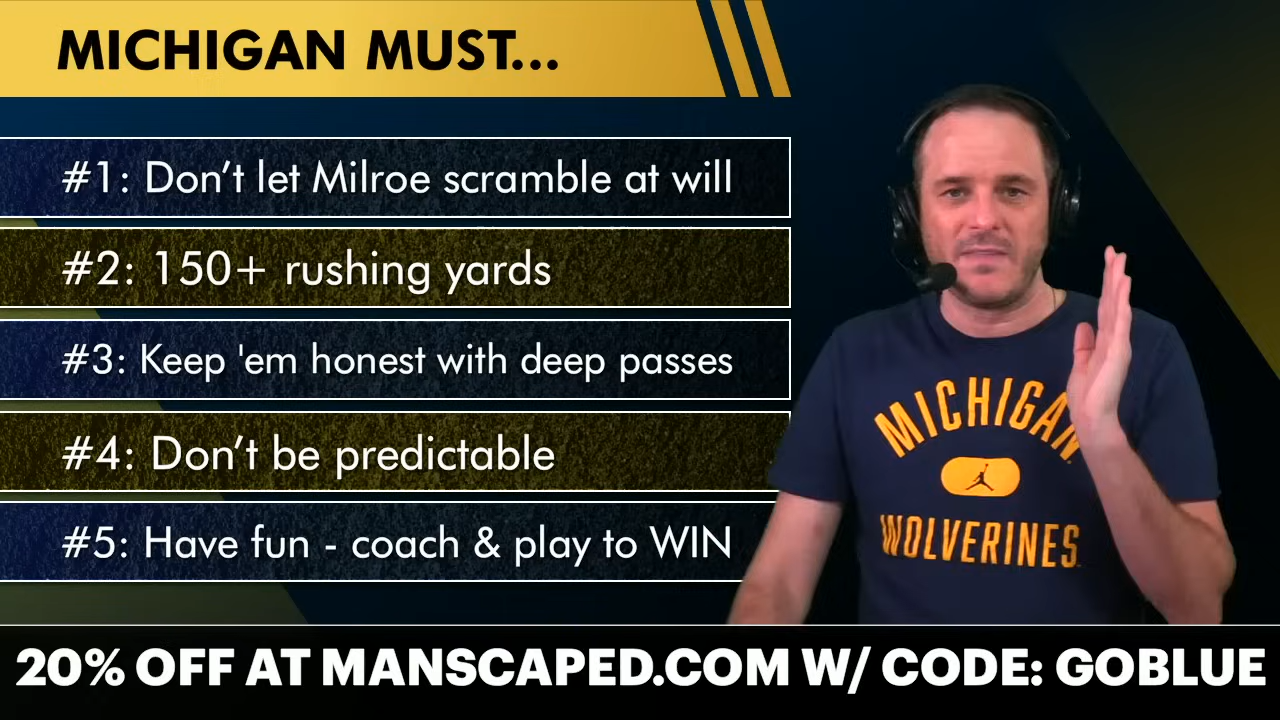 MICHIGAN MUST...
#1: Don’t let Milroe scramble at will
#2: 150+ rushing yards
#3: Keep 'em honest with deep passes
#4: Don’t be predictable
#5: Have fun - coach & play to WIN
MICHIGAN
WOLVERINES
20% OFF AT MANSCAPED.COM W/ CODE: GOBLUE